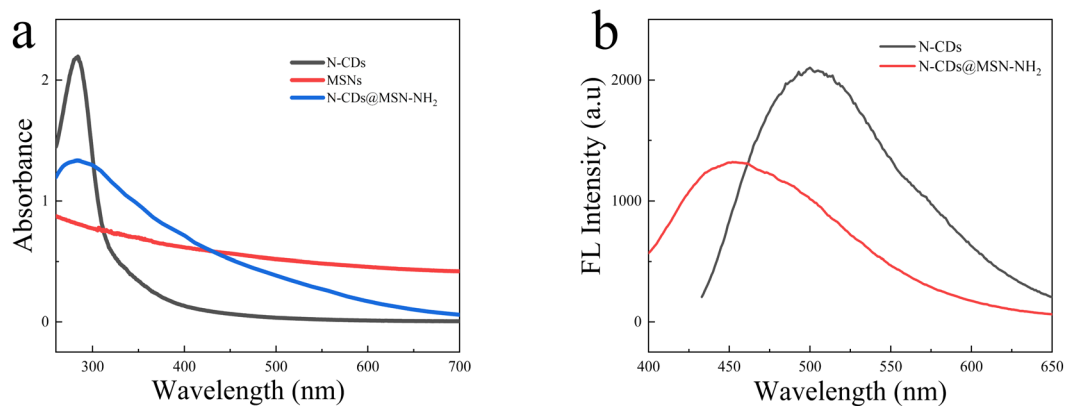 a
N-CDs
MSNs
N-CDs@MSN-NH₂
Absorbance
2
1
0
300 400 500 600 700
Wavelength (nm)
b
N-CDs
N-CDs@MSN-NH₂
FL Intensity (a.u)
2000
1000
0
400 450 500 550 600 650
Wavelength (nm)